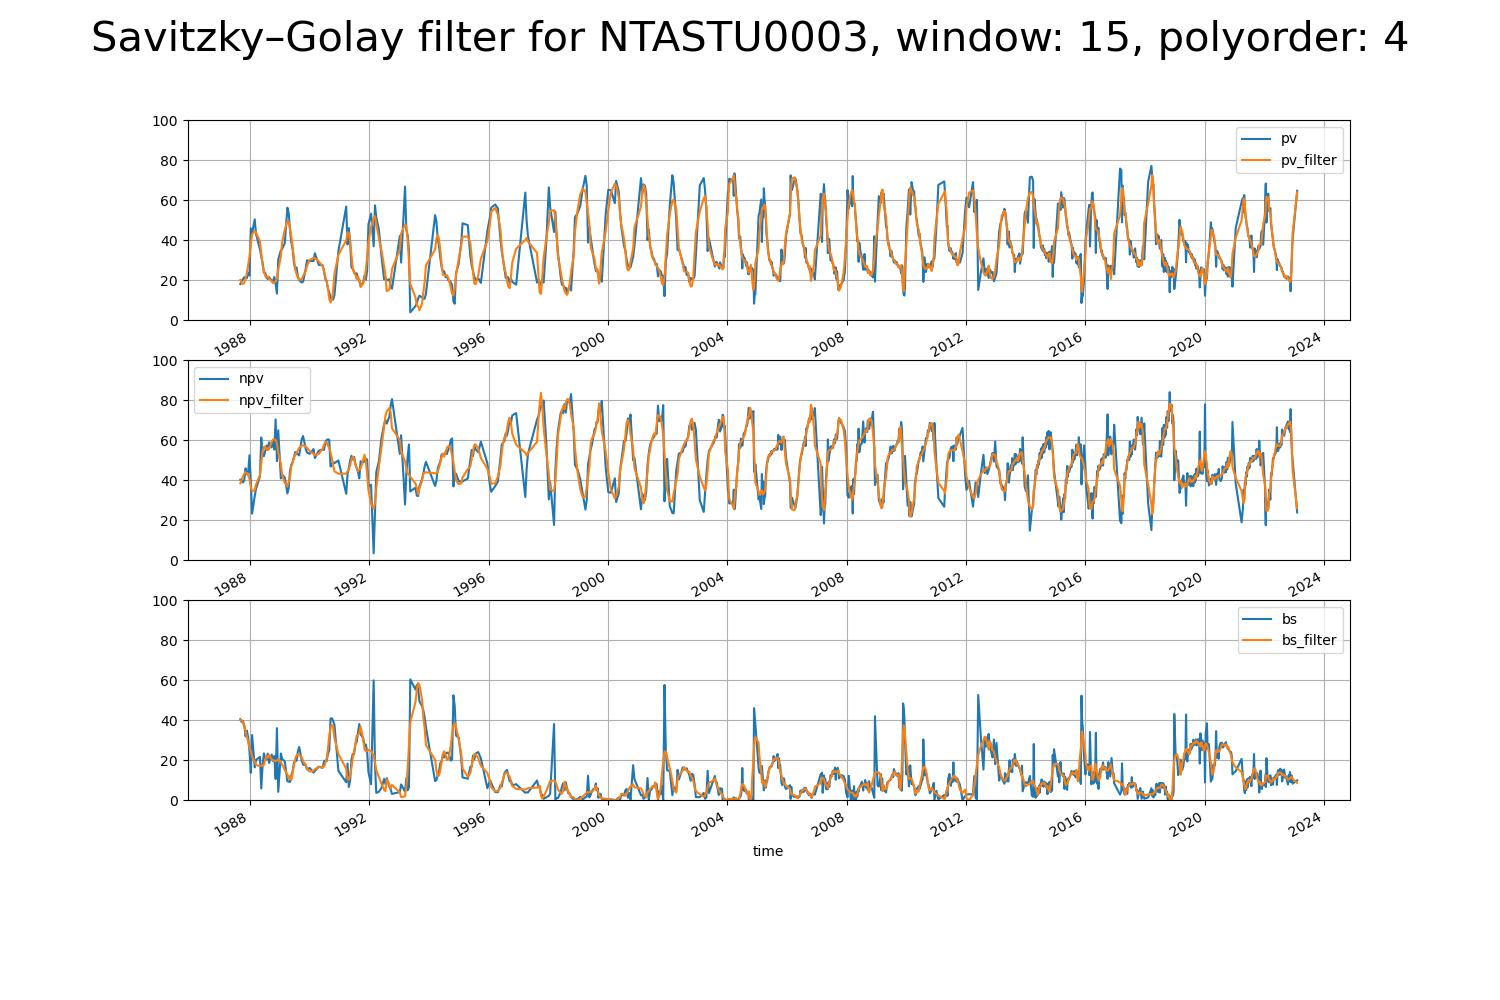 Savitzky–Golay filter for NTASTU0003, window: 15, polyorder: 4
100
80
60
40
20
0
pv
pv_filter
1988 1992 1996 2000 2004 2008 2012 2016 2020 2024
100
80
60
40
20
0
npv
npv_filter
1988 1992 1996 2000 2004 2008 2012 2016 2020 2024
100
80
60
40
20
0
bs
bs_filter
1988 1992 1996 2000 2004 2008 2012 2016 2020 2024
time